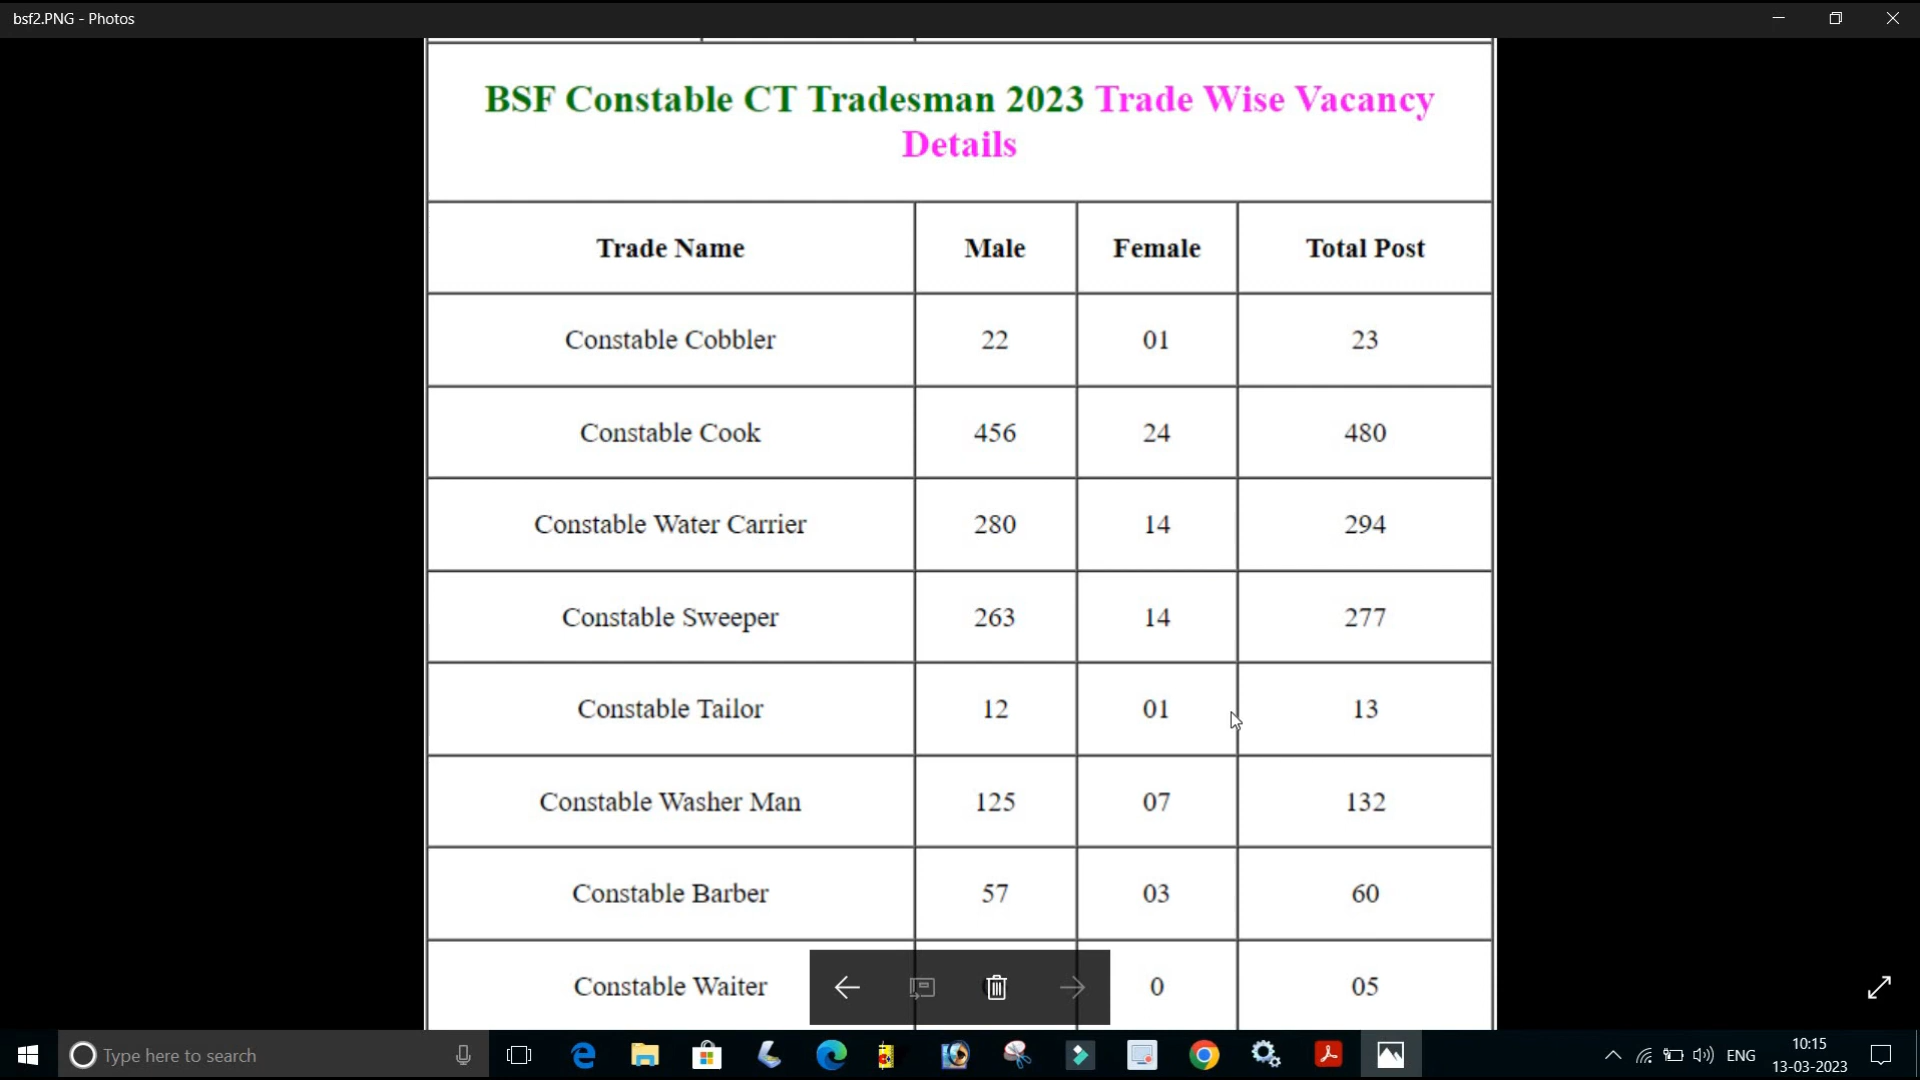 bsf2.PNG - Photos
BSF Constable CT Tradesman 2023 Trade Wise Vacancy
Details
Trade Name Male Female Total Post
Constable Cobbler 22 01 23
Constable Cook 456 24 480
Constable Water Carrier 280 14 294
Constable Sweeper 263 14 277
Constable Tailor 12 01 13
Constable Washer Man 125 07 132
Constable Barber 57 03 60
Constable Waiter 0 05
Type here to search
ENG
10:15
13-03-2023